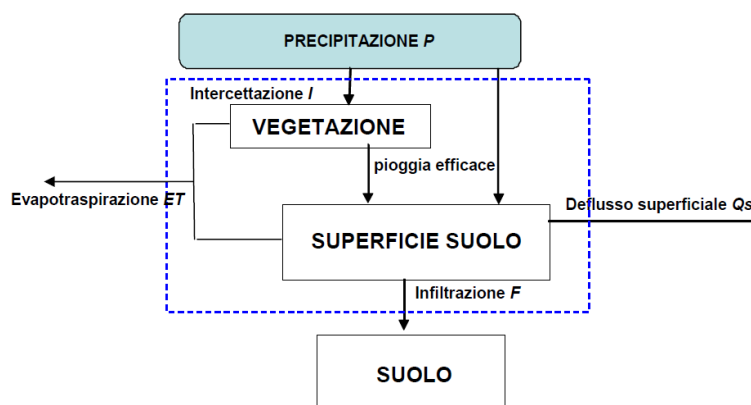 PRECIPITAZIONE P
Intercettazione I
VEGETAZIONE
pioggia efficace
Evapotraspirazione ET
Deflusso superficiale Qs
SUPERFICIE SUOLO
Infiltrazione F
SUOLO